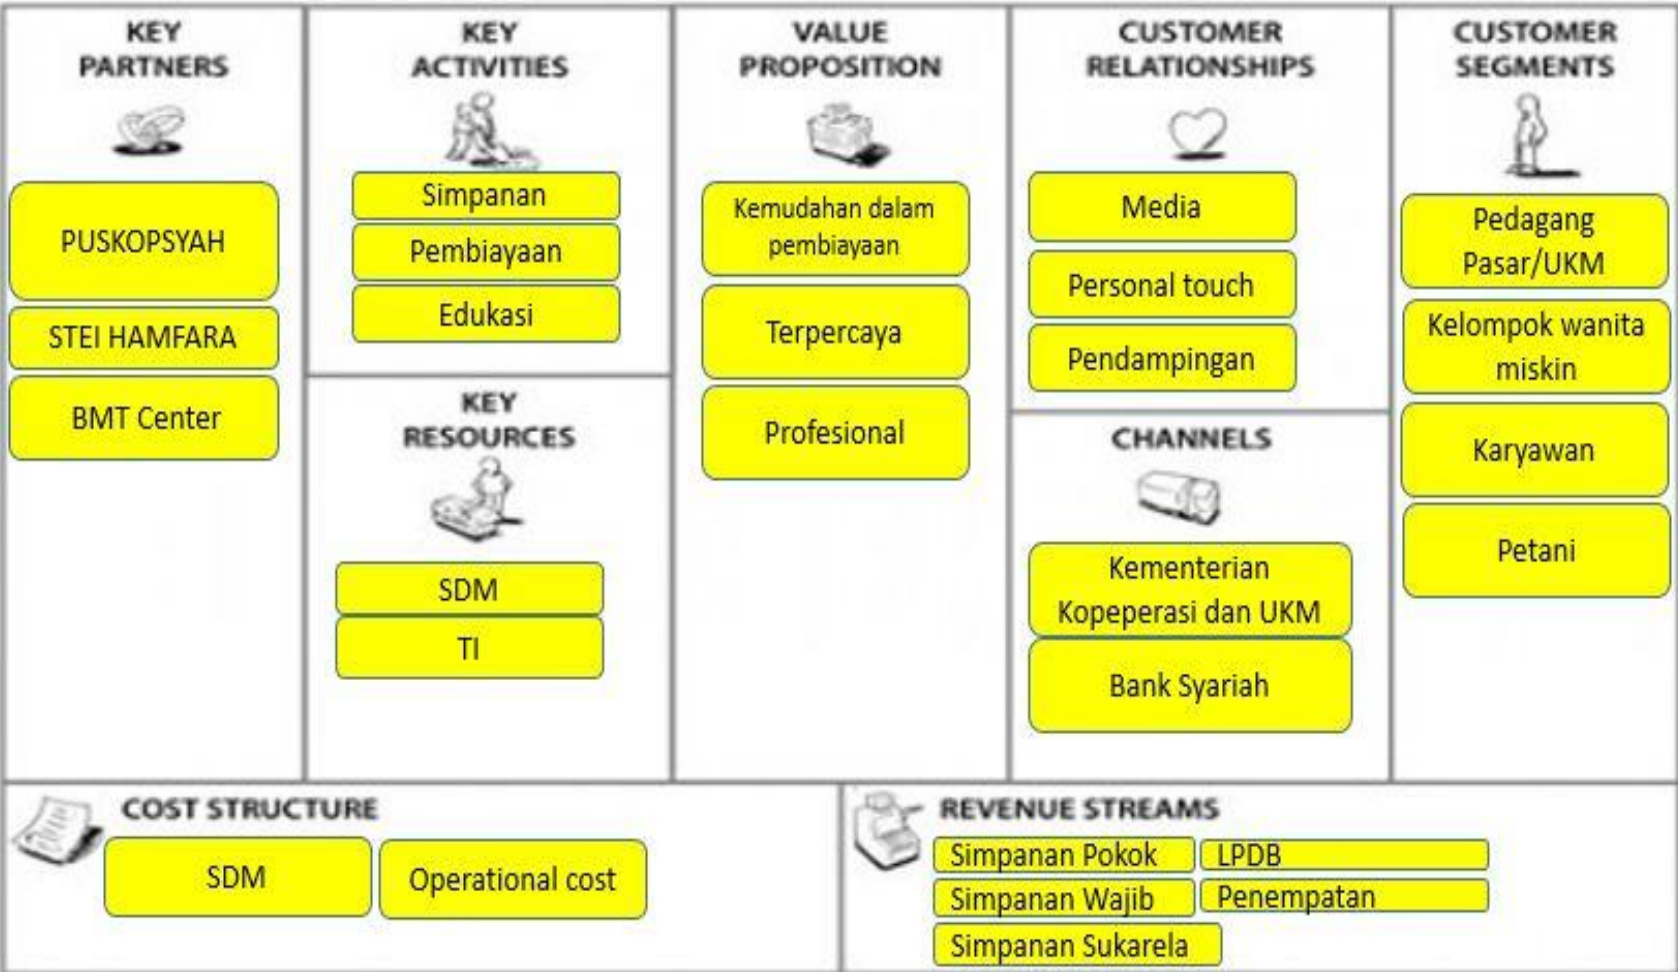 KEY
PARTNERS
PUSKOPSYAH
STEI HAMFARA
BMT Center
KEY
ACTIVITIES
Simpanan
Pembiayaan
Edukasi
KEY
RESOURCES
SDM
TI
VALUE
PROPOSITION
Kemudahan dalam
pembiayaan
Terpercaya
Profesional
CUSTOMER
RELATIONSHIPS
Media
Personal touch
Pendampingan
CHANNELS
Kementerian
Kopeperasi dan UKM
Bank Syariah
CUSTOMER
SEGMENTS
Pedagang
Pasar/UKM
Kelompok wanita
miskin
Karyawan
Petani
COST STRUCTURE
SDM
Operational cost
REVENUE STREAMS
Simpanan Pokok
LPDB
Simpanan Wajib
Penempatan
Simpanan Sukarela